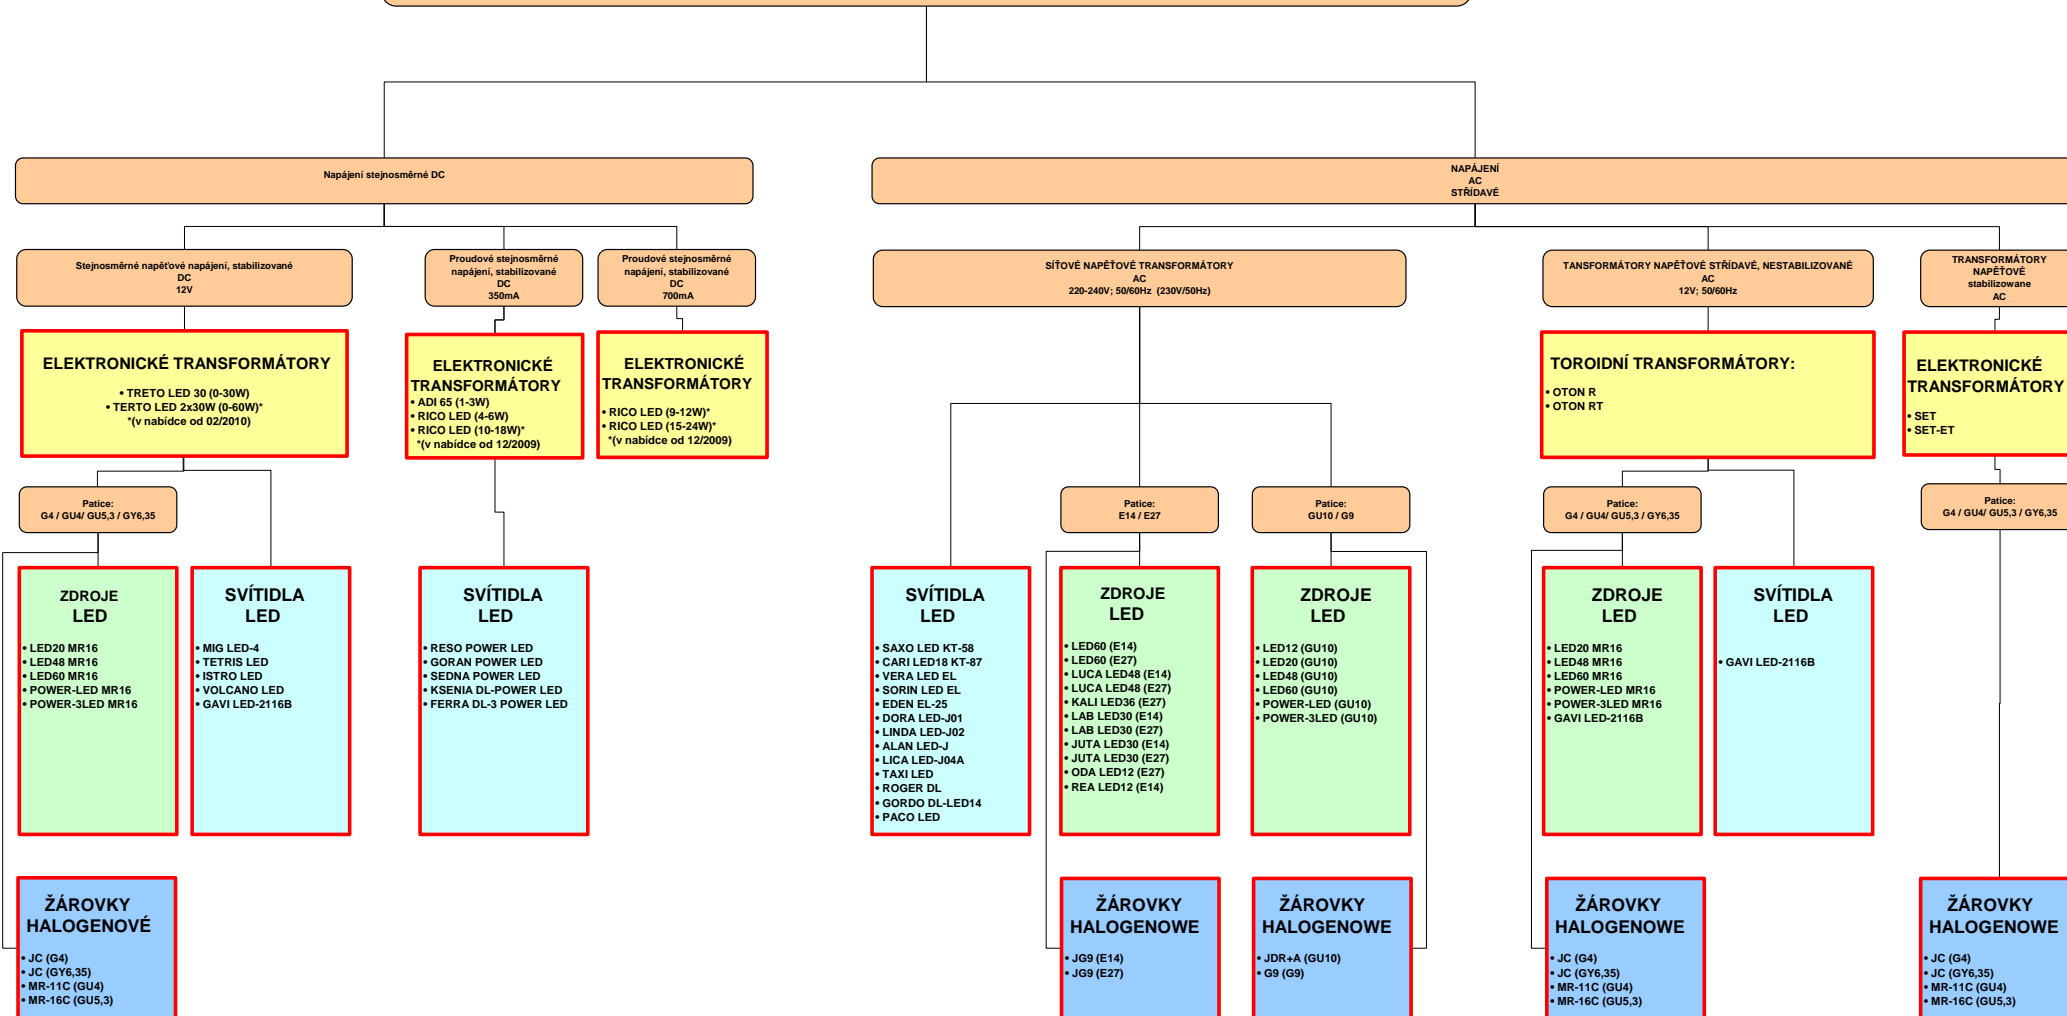 Napájení stejnosměrné DC
NAPÁJENÍ
AC
STŘÍDAVÉ
Stejnosměrné napěťové napájení, stabilizované
DC
12V
Proudové stejnosměrné
napájení, stabilizované
DC
350mA
Proudové stejnosměrné
napájení, stabilizované
DC
700mA
SÍŤOVÉ NAPĚŤOVÉ TRANSFORMÁTORY
AC
220-240V; 50/60Hz (230V/50Hz)
TANSFORMÁTORY NAPĚŤOVÉ STŘÍDAVÉ, NESTABILIZOVANÉ
AC
12V; 50/60Hz
TRANSFORMÁTORY
NAPĚŤOVÉ
stabilizowane
AC
ELEKTRONICKÉ TRANSFORMÁTORY
• TRETO LED 30 (0-30W)
• TERTO LED 2x30W (0-60W)*
*(v nabídce od 02/2010)
ELEKTRONICKÉ
TRANSFORMÁTORY
• ADI 65 (1-3W)
• RICO LED (4-6W)
• RICO LED (10-18W)*
*(v nabídce od 12/2009)
ELEKTRONICKÉ
TRANSFORMÁTORY
• RICO LED (9-12W)*
• RICO LED (15-24W)*
*(v nabídce od 12/2009)
TOROIDNÍ TRANSFORMÁTORY:
• OTON R
• OTON RT
ELEKTRONICKÉ
TRANSFORMÁTORY
• SET
• SET-ET
Patice:
G4 / GU4/ GU5,3 / GY6,35
Patice:
E14 / E27
Patice:
GU10 / G9
Patice:
G4 / GU4/ GU5,3 / GY6,35
Patice:
G4 / GU4/ GU5,3 / GY6,35
ZDROJE
LED
• LED20 MR16
• LED48 MR16
• LED60 MR16
• POWER-LED MR16
• POWER-3LED MR16
SVÍTIDLA
LED
• MIG LED-4
• TETRIS LED
• ISTRO LED
• VOLCANO LED
• GAVI LED-2116B
SVÍTIDLA
LED
• RESO POWER LED
• GORAN POWER LED
• SEDNA POWER LED
• KSENIA DL-POWER LED
• FERRA DL-3 POWER LED
SVÍTIDLA
LED
• SAXO LED KT-58
• CARI LED18 KT-87
• VERA LED EL
• SORIN LED EL
• EDEN EL-25
• DORA LED-J01
• LINDA LED-J02
• ALAN LED-J
• LICA LED-J04A
• TAXI LED
• ROGER DL
• GORDO DL-LED14
• PACO LED
ZDROJE
LED
• LED60 (E14)
• LED60 (E27)
• LUCA LED48 (E14)
• LUCA LED48 (E27)
• KALI LED36 (E27)
• LAB LED30 (E14)
• LAB LED30 (E27)
• JUTA LED30 (E14)
• JUTA LED30 (E27)
• ODA LED12 (E27)
• REA LED12 (E14)
ZDROJE
LED
• LED12 (GU10)
• LED20 (GU10)
• LED48 (GU10)
• LED60 (GU10)
• POWER-LED (GU10)
• POWER-3LED (GU10)
ZDROJE
LED
• LED20 MR16
• LED48 MR16
• LED60 MR16
• POWER-LED MR16
• POWER-3LED MR16
• GAVI LED-2116B
SVÍTIDLA
LED
• GAVI LED-2116B
ŽÁROVKY
HALOGENOVÉ
• JC (G4)
• JC (GY6,35)
• MR-11C (GU4)
• MR-16C (GU5,3)
ŽÁROVKY
HALOGENOWE
• JG9 (E14)
• JG9 (E27)
ŽÁROVKY
HALOGENOWE
• JDR+A (GU10)
• G9 (G9)
ŽÁROVKY
HALOGENOWE
• JC (G4)
• JC (GY6,35)
• MR-11C (GU4)
• MR-16C (GU5,3)
ŽÁROVKY
HALOGENOWE
• JC (G4)
• JC (GY6,35)
• MR-11C (GU4)
• MR-16C (GU5,3)